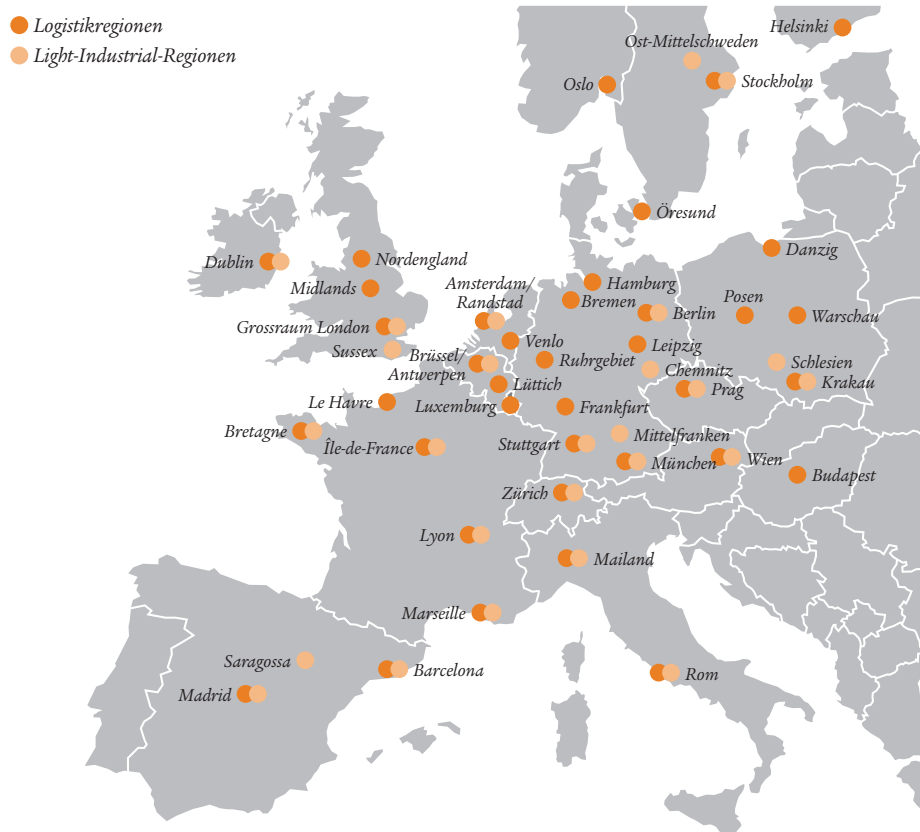 Logistikregionen
Light-Industrial-Regionen
Helsinki
Ost-Mittelschweden
Oslo
Stockholm
Öresund
Danzig
Dublin
Nordengland
Midlands
Amsterdam/
Randstad
Hamburg
Bremen
Posen
Berlin
Warschau
Grossraum London
Sussex
Venlo
Leipzig
Brüssel/
Antwerpen
Ruhrgebiet
Schlesien
Chemnitz
Lüttich
Prag
Krakau
Le Havre
Luxemburg
Frankfurt
Bretagne
Île-de-France
Stuttgart
Mittelfranken
München
Wien
Budapest
Zürich
Lyon
Mailand
Marseille
Saragossa
Barcelona
Madrid
Rom